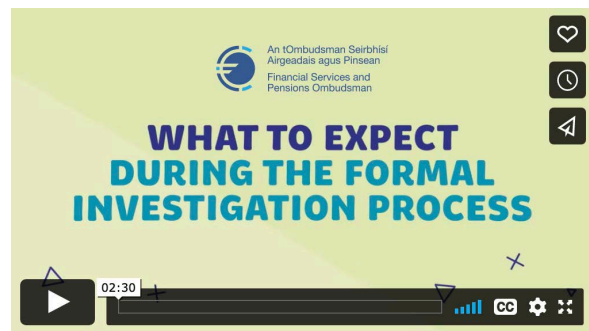 An tOmbudsman Seirbhísí
Airgeadais agus Pinsean
Financial Services and
Pensions Ombudsman
WHAT TO EXPECT
DURING THE FORMAL
INVESTIGATION PROCESS
02:30
CC